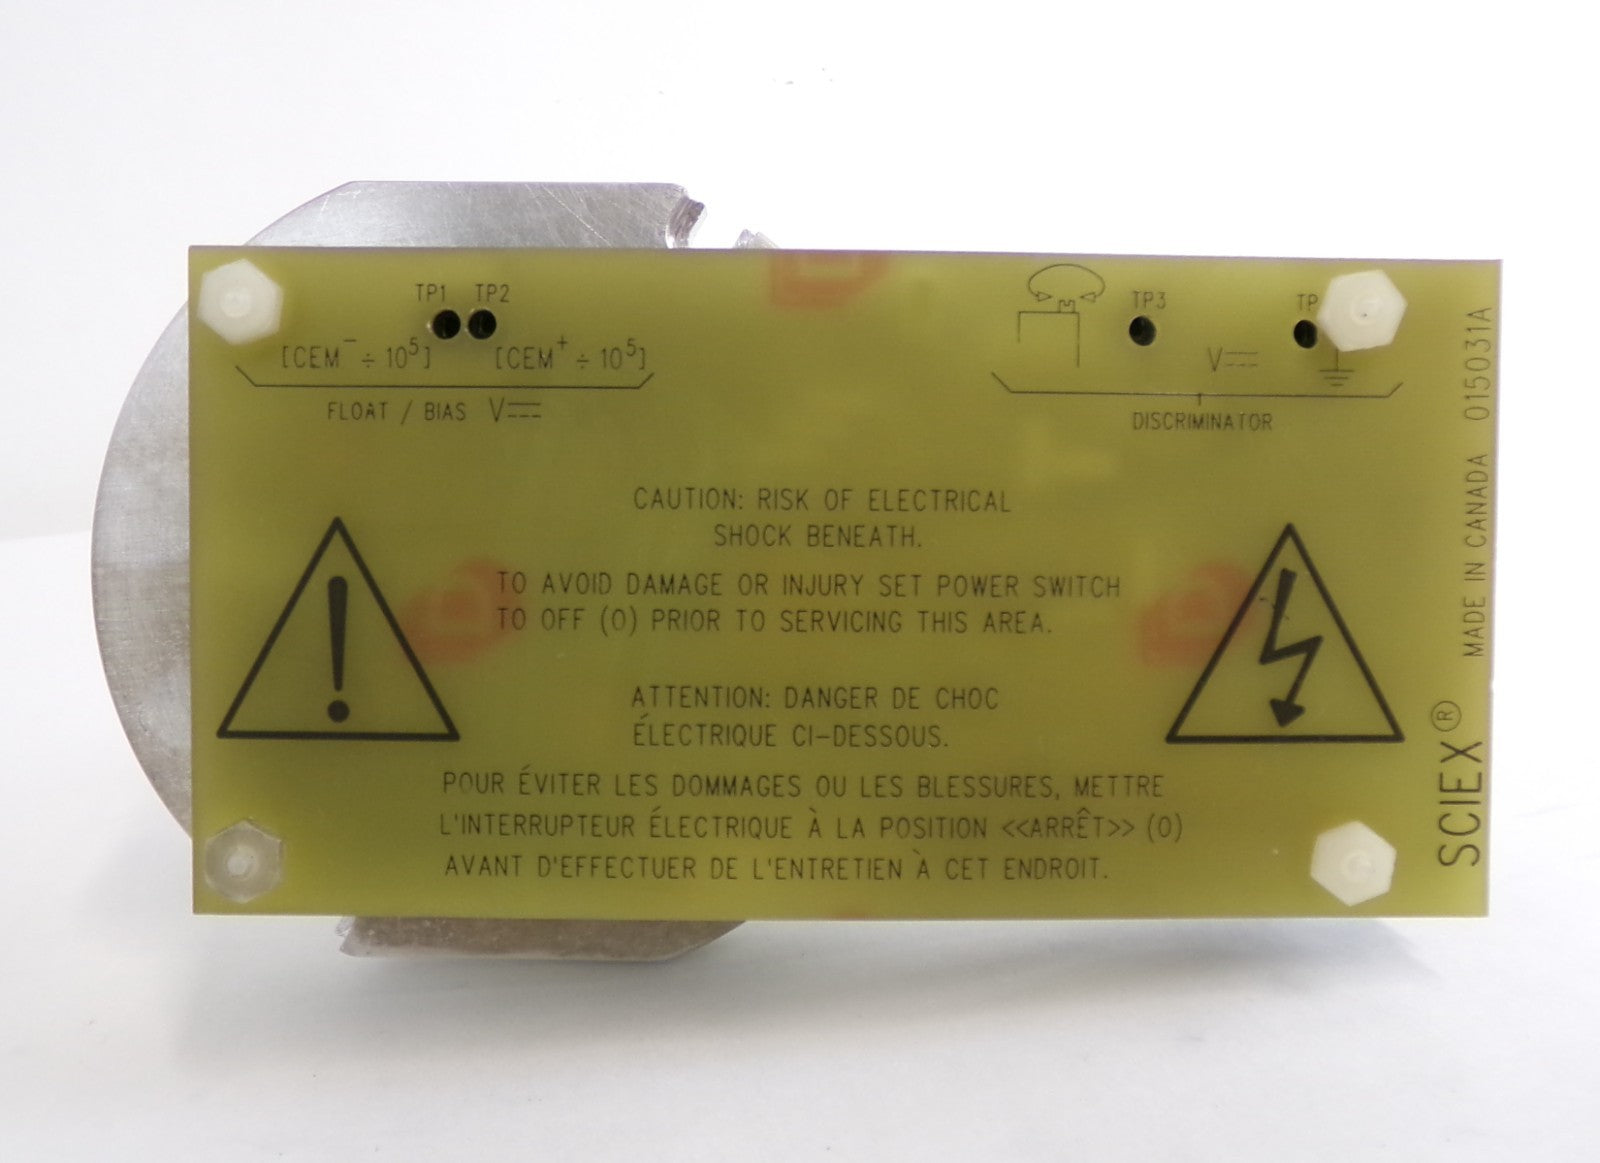 TP1 TP2
[CEM⁻ ÷ 10⁵] [CEM⁺ ÷ 10⁵]
FLOAT / BIAS V⎓
TP3 TP
V⎓
DISCRIMINATOR
CAUTION: RISK OF ELECTRICAL
SHOCK BENEATH.
TO AVOID DAMAGE OR INJURY SET POWER SWITCH
TO OFF (0) PRIOR TO SERVICING THIS AREA.
ATTENTION: DANGER DE CHOC
ÉLECTRIQUE CI-DESSOUS.
POUR ÉVITER LES DOMMAGES OU LES BLESSURES, METTRE
L'INTERRUPTEUR ÉLECTRIQUE À LA POSITION <<ARRÊT>> (0)
AVANT D'EFFECTUER DE L'ENTRETIEN À CET ENDROIT.
SCIEX®
MADE IN CANADA 015031A